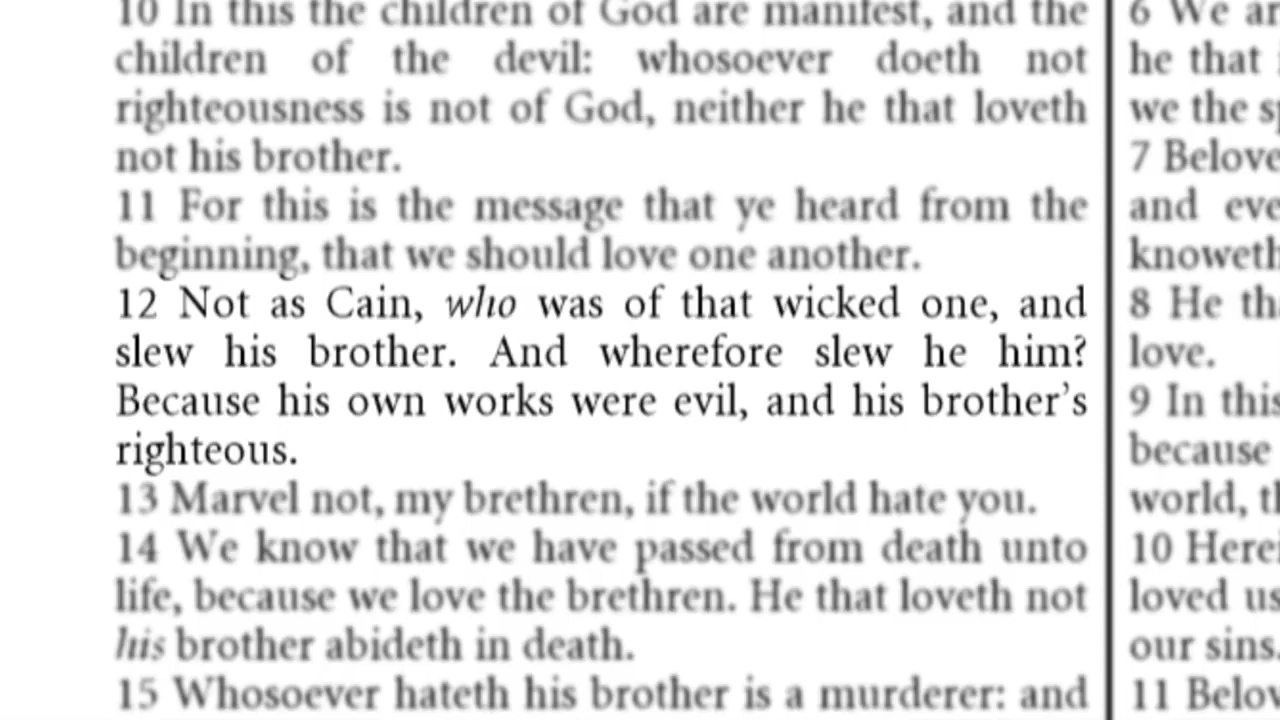 10 In this the children of God are manifest, and the
children of the devil: whosoever doeth not
righteousness is not of God, neither he that loveth
not his brother.
11 For this is the message that ye heard from the
beginning, that we should love one another.
12 Not as Cain, who was of that wicked one, and
slew his brother. And wherefore slew he him?
Because his own works were evil, and his brother’s
righteous.
13 Marvel not, my brethren, if the world hate you.
14 We know that we have passed from death unto
life, because we love the brethren. He that loveth not
his brother abideth in death.
15 Whosoever hateth his brother is a murderer: and
6 We
he that
we the
7
and
knoweth
8 He
love.
9 In this
because
world,
10
loved us
our sins.
11